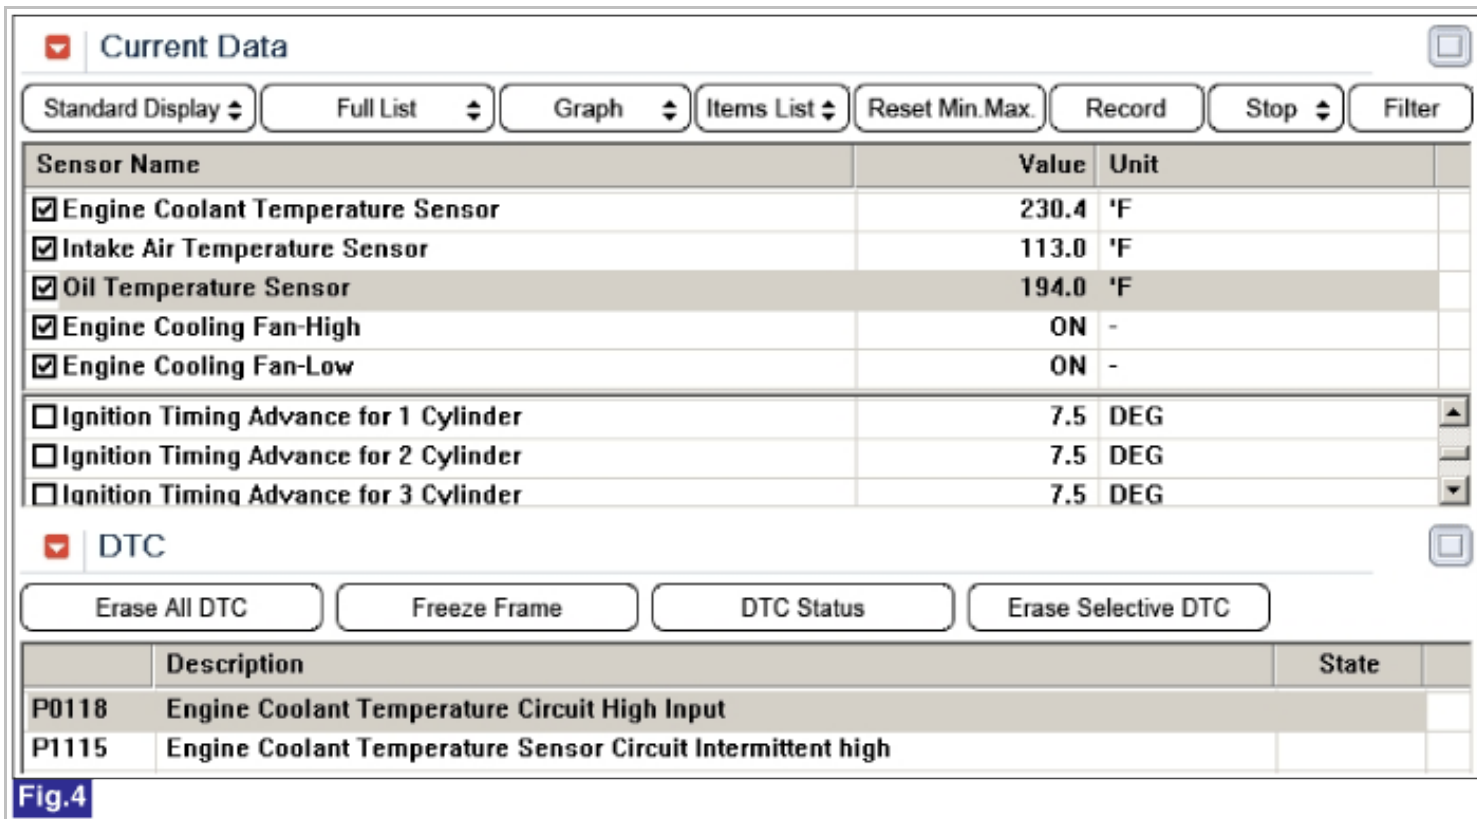 Current Data
Standard Display Full List Graph Items List Reset Min.Max. Record Stop Filter
Sensor Name Value Unit
Engine Coolant Temperature Sensor 230.4 'F
Intake Air Temperature Sensor 113.0 'F
Oil Temperature Sensor 194.0 'F
Engine Cooling Fan-High ON -
Engine Cooling Fan-Low ON -
Ignition Timing Advance for 1 Cylinder 7.5 DEG
Ignition Timing Advance for 2 Cylinder 7.5 DEG
Ignition Timing Advance for 3 Cylinder 7.5 DEG
DTC
Erase All DTC Freeze Frame DTC Status Erase Selective DTC
Description State
P0118 Engine Coolant Temperature Circuit High Input
P1115 Engine Coolant Temperature Sensor Circuit Intermittent high
Fig.4